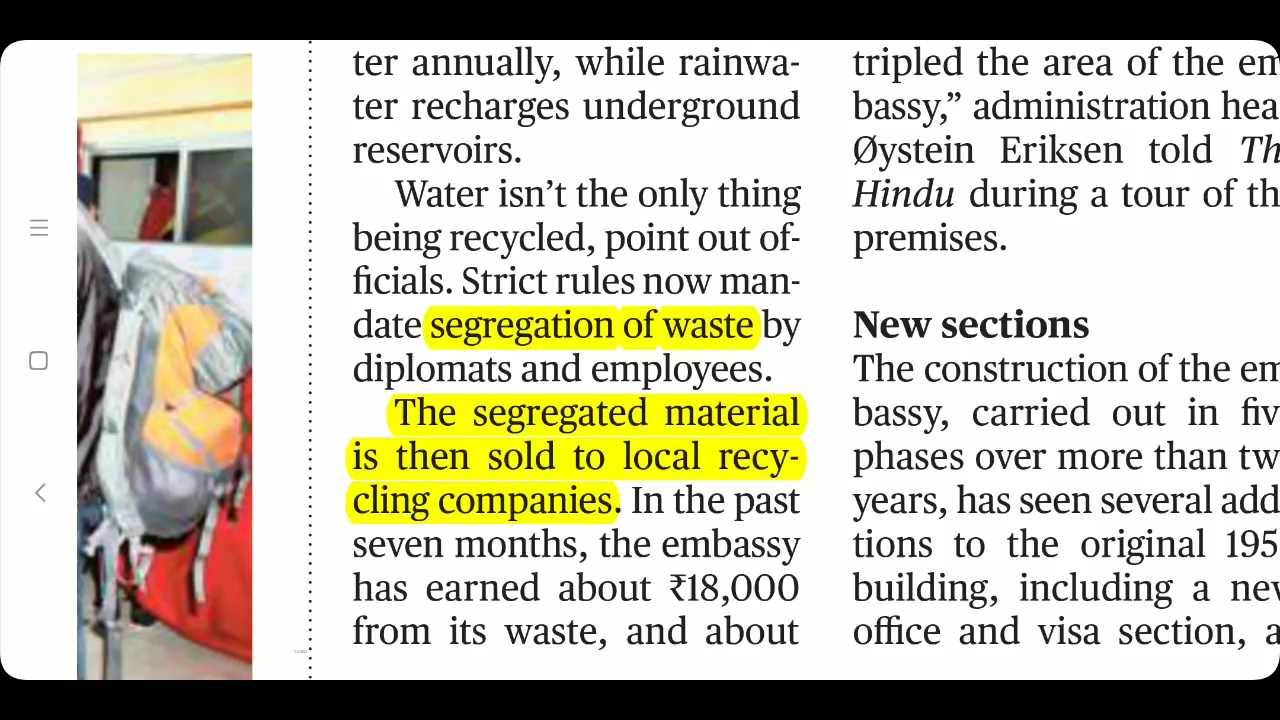 ter annually, while rainwa-
ter recharges underground
reservoirs.
Water isn’t the only thing
being recycled, point out of-
ficials. Strict rules now man-
date segregation of waste by
diplomats and employees.
The segregated material
is then sold to local recy-
cling companies. In the past
seven months, the embassy
has earned about ₹18,000
from its waste, and about
tripled the area of the em
bassy,” administration hea
Øystein Eriksen told Th
Hindu during a tour of th
premises.
New sections
The construction of the em
bassy, carried out in fiv
phases over more than tw
years, has seen several add
tions to the original 195
building, including a new
office and visa section, a